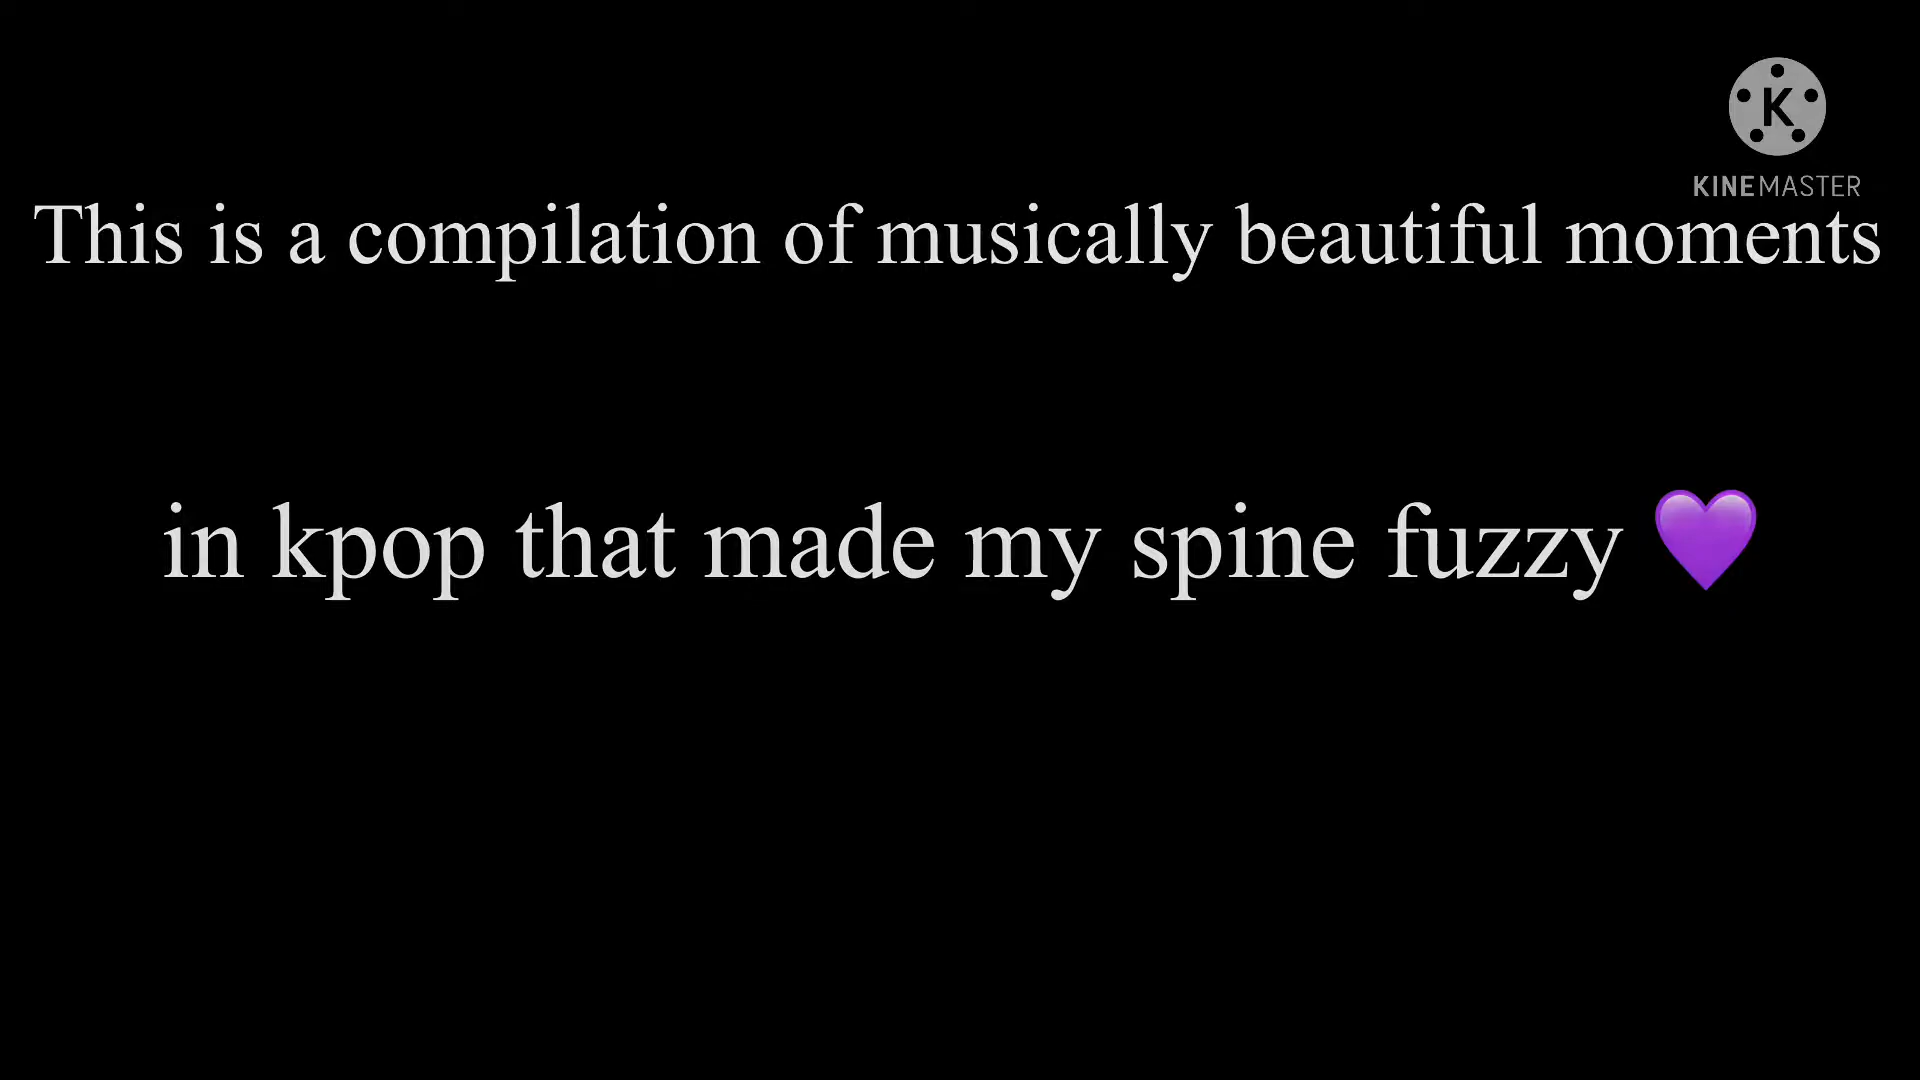 K
KINEMASTER
This is a compilation of musically beautiful moments
in kpop that made my spine fuzzy 💜